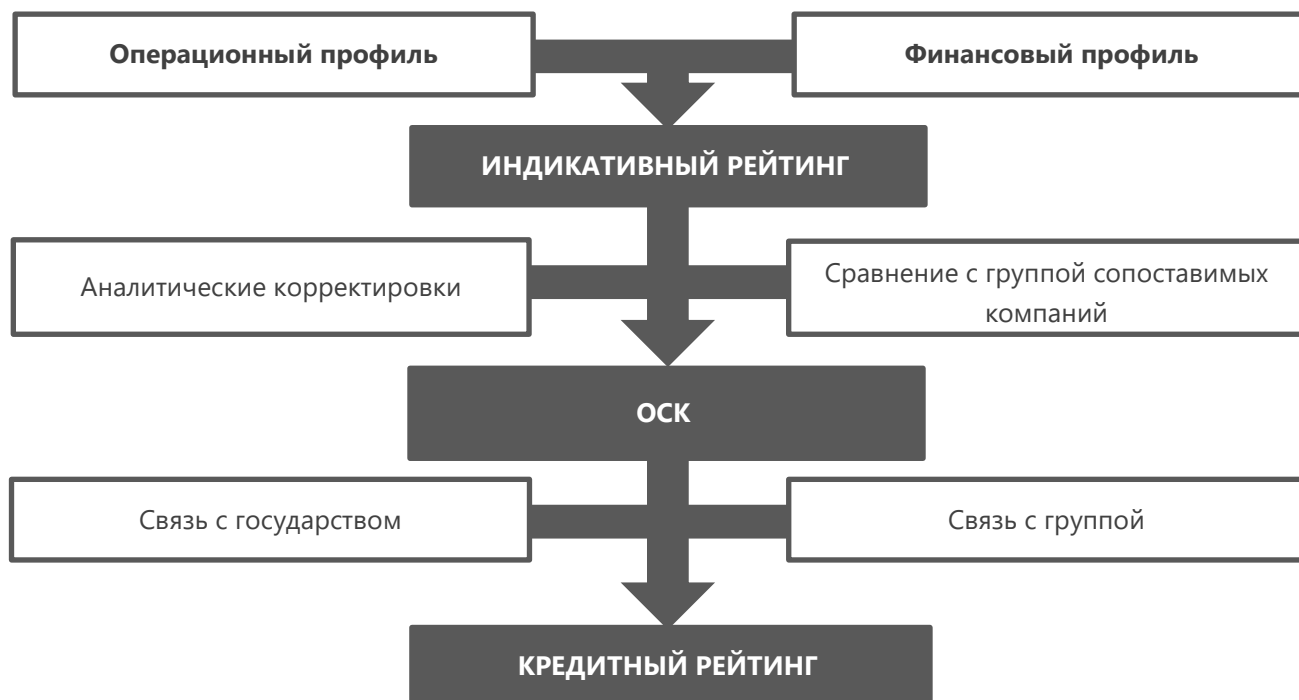 Операционный профиль
Финансовый профиль
ИНДИКАТИВНЫЙ РЕЙТИНГ
Аналитические корректировки
Сравнение с группой сопоставимых
компаний
ОСК
Связь с государством
Связь с группой
КРЕДИТНЫЙ РЕЙТИНГ